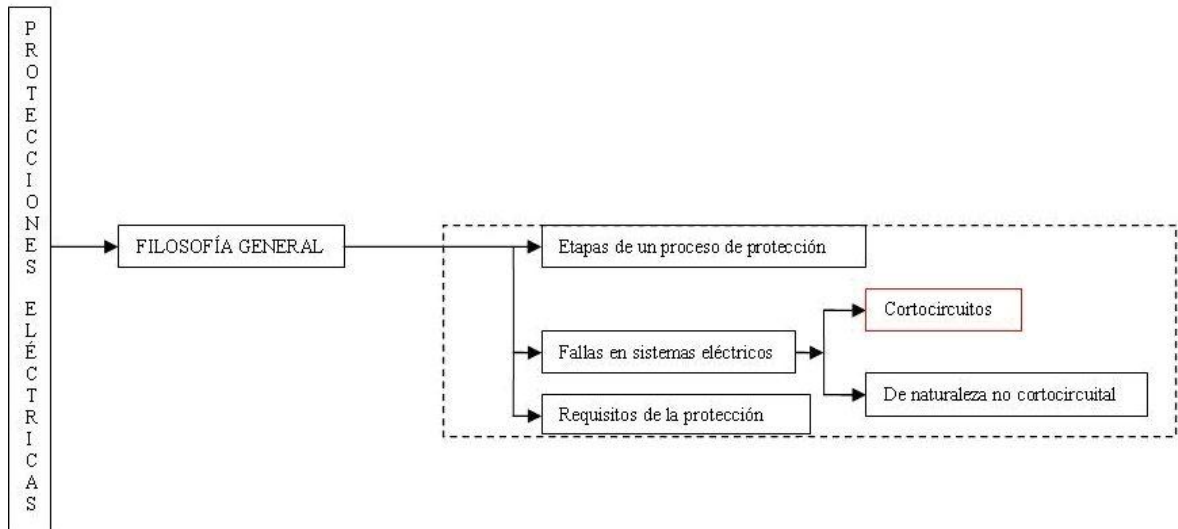 PROTECCIONES ELÉCTRICAS
FILOSOFÍA GENERAL
Etapas de un proceso de protección
Cortocircuitos
Fallas en sistemas eléctricos
De naturaleza no cortocircuital
Requisitos de la protección